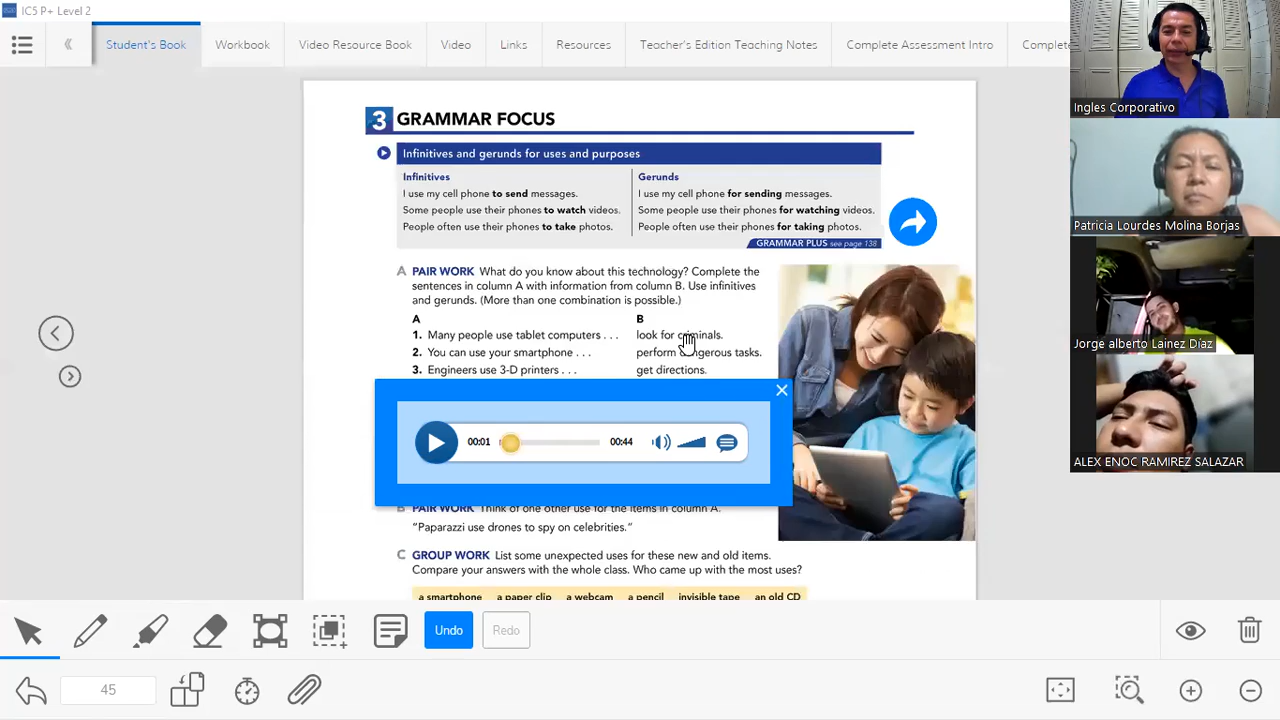 IC5 P+ Level 2
Student's Book
Workbook
Video Resource Book
Video
Links
Resources
Teacher's Edition Teaching Notes
Complete Assessment Intro
Complete
3 GRAMMAR FOCUS
Infinitives and gerunds for uses and purposes
Infinitives
I use my cell phone to send messages.
Some people use their phones to watch videos.
People often use their phones to take photos.
Gerunds
I use my cell phone for sending messages.
Some people use their phones for watching videos.
People often use their phones for taking photos.
GRAMMAR PLUS see page 138
A PAIR WORK What do you know about this technology? Complete the
sentences in column A with information from column B. Use infinitives
and gerunds. (More than one combination is possible.)
A
1. Many people use tablet computers . . .
2. You can use your smartphone . . .
3. Engineers use 3-D printers . . .
B
look for criminals.
perform dangerous tasks.
get directions.
00:01
00:44
B PAIR WORK Think of one other use for the items in column A.
"Paparazzi use drones to spy on celebrities."
C GROUP WORK List some unexpected uses for these new and old items.
Compare your answers with the whole class. Who came up with the most uses?
a smartphone a paper clip a webcam a pencil invisible tape an old CD
Undo
Redo
45
Ingles Corporativo
Patricia Lourdes Molina Borjas
Jorge alberto Lainez Díaz
ALEX ENOC RAMIREZ SALAZAR